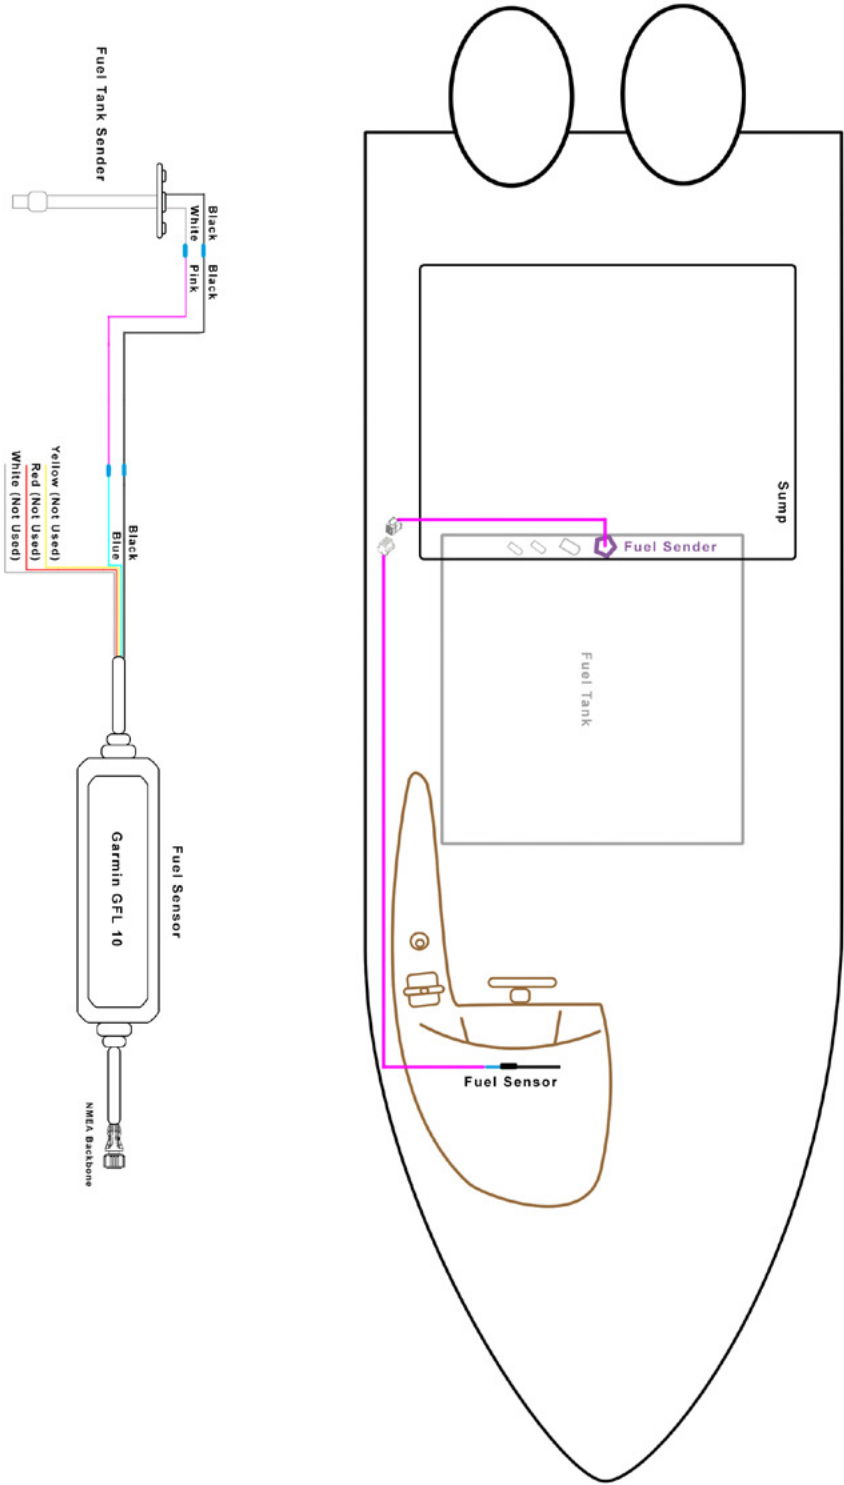 Fuel Tank Sender
Black
White
Black
Pink
Yellow (Not Used)
Red (Not Used)
White (Not Used)
Black
Blue
Fuel Sensor
Garmin GFL 10
NMEA Backbone
Sump
Fuel Sender
Fuel Tank
Fuel Sensor